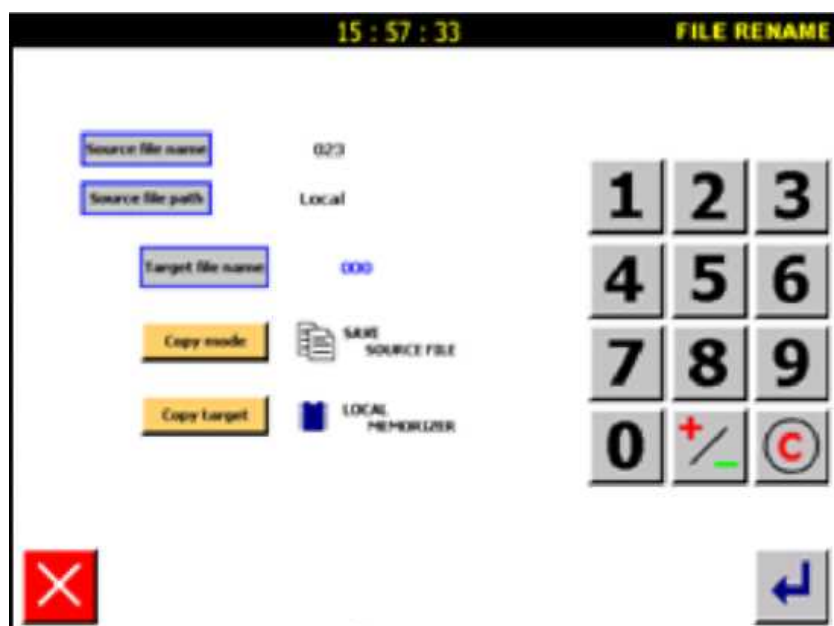 15 : 57 : 33 FILE RENAME
Source file name 023
Source file path Local
Target file name 000
Copy mode SAVE
SOURCE FILE
Copy target LOCAL
MEMORIZER
1 2 3
4 5 6
7 8 9
0 +/- C